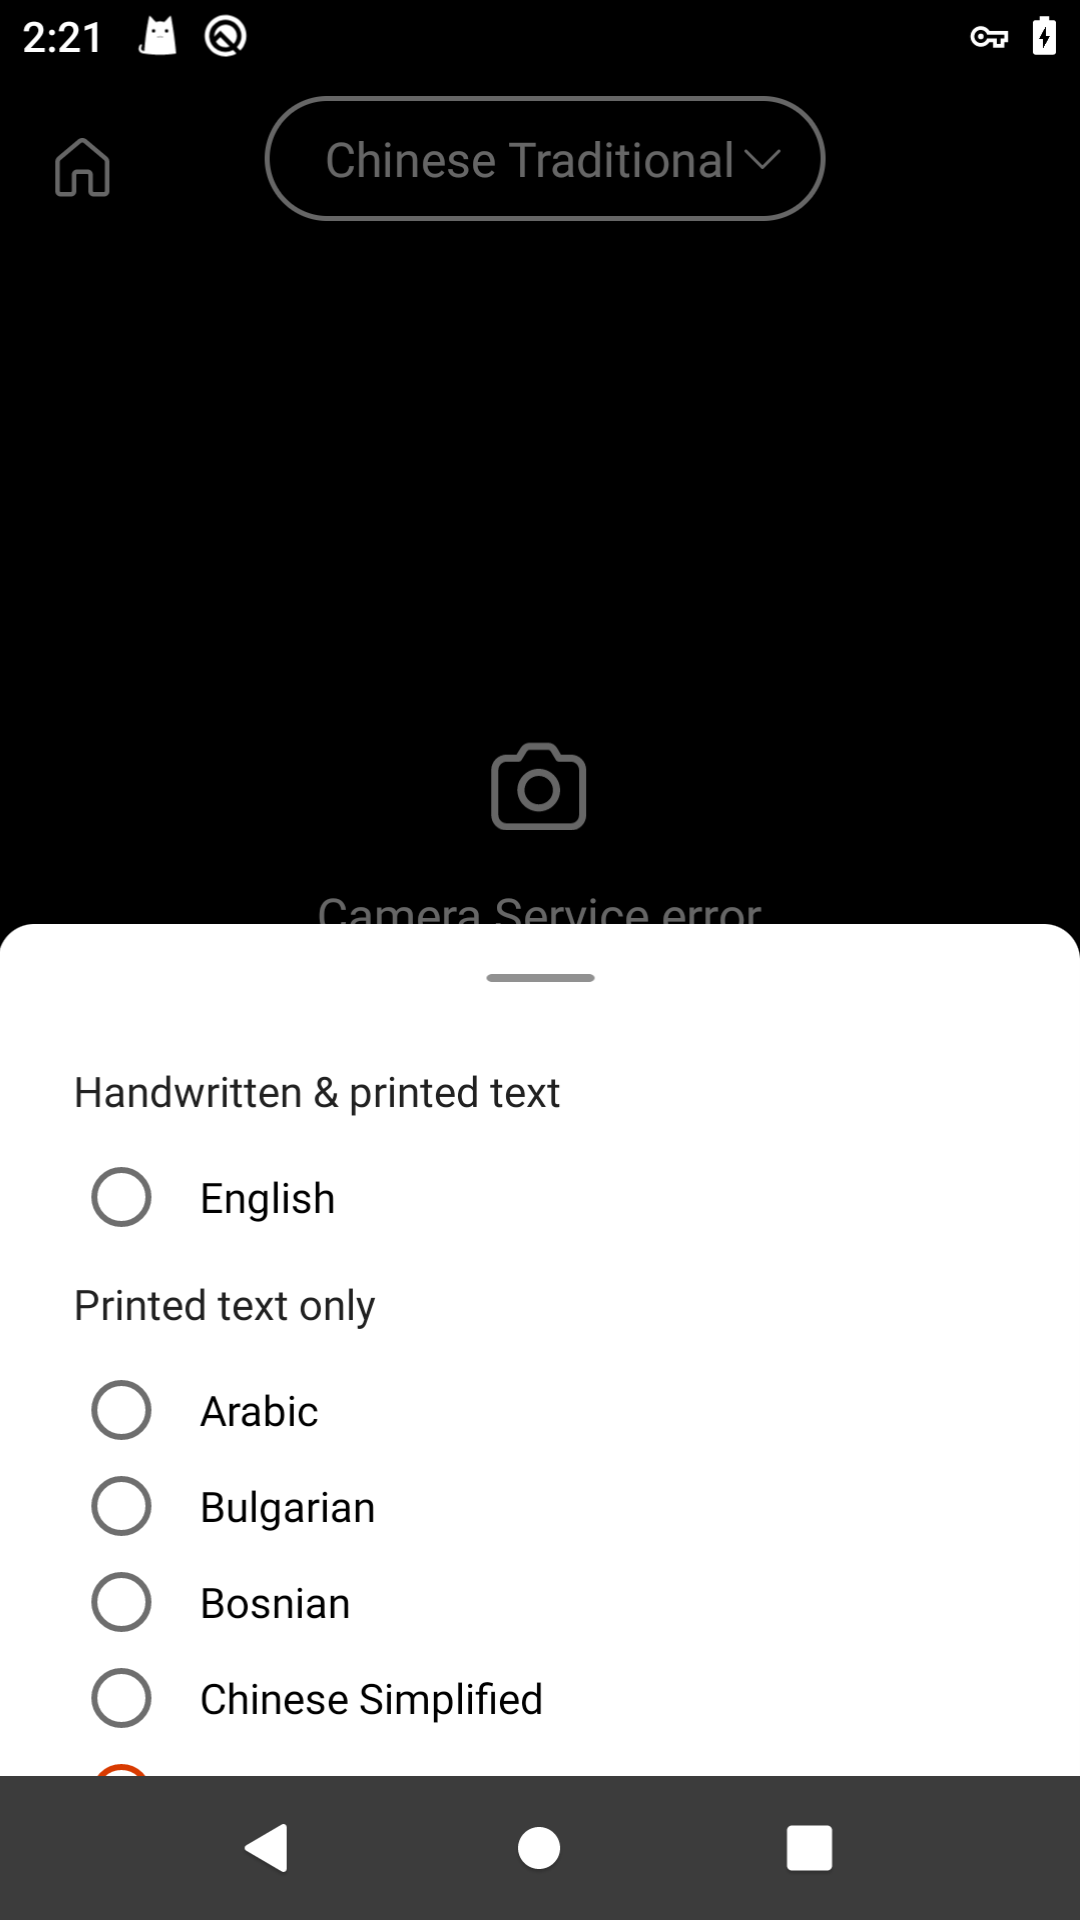 2:21
Chinese Traditional
Camera Service error
Handwritten & printed text
English
Printed text only
Arabic
Bulgarian
Bosnian
Chinese Simplified